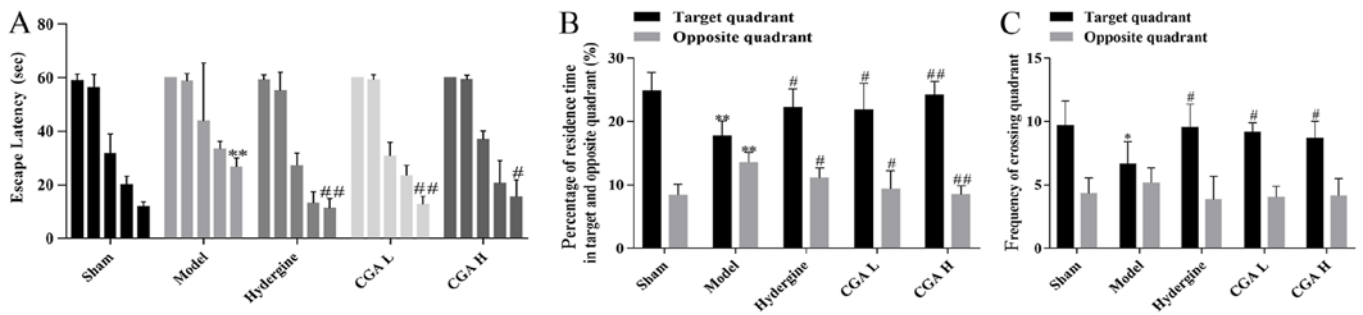 A
Escape Latency (sec)
80
60
40
20
0
**
##
##
#
Sham
Model
Hydergine
CGA L
CGA H
B
Target quadrant
Opposite quadrant
Percentage of residence time
in target and opposite quadrant (%)
30
20
10
0
**
**
#
#
#
#
##
##
Sham
Model
Hydergine
CGA L
CGA H
C
Target quadrant
Opposite quadrant
Frequency of crossing quadrant
15
10
5
0
*
#
#
#
Sham
Model
Hydergine
CGA L
CGA H